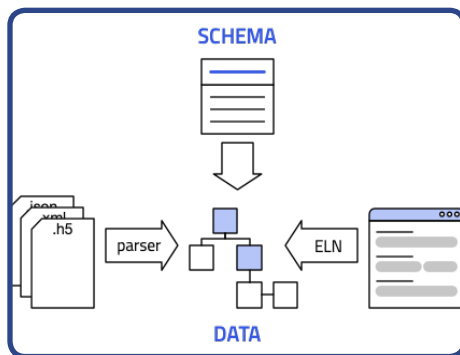 SCHEMA
json
xml
.h5
parser
ELN
DATA